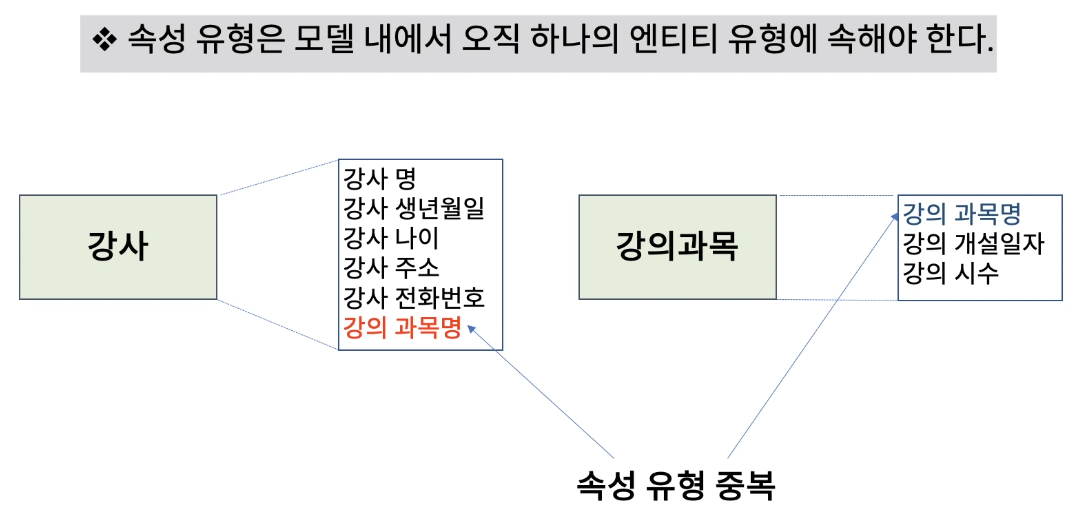 ❖ 속성 유형은 모델 내에서 오직 하나의 엔티티 유형에 속해야 한다.
강사
강사 명
강사 생년월일
강사 나이
강사 주소
강사 전화번호
강의 과목명
강의과목
강의 과목명
강의 개설일자
강의 시수
속성 유형 중복